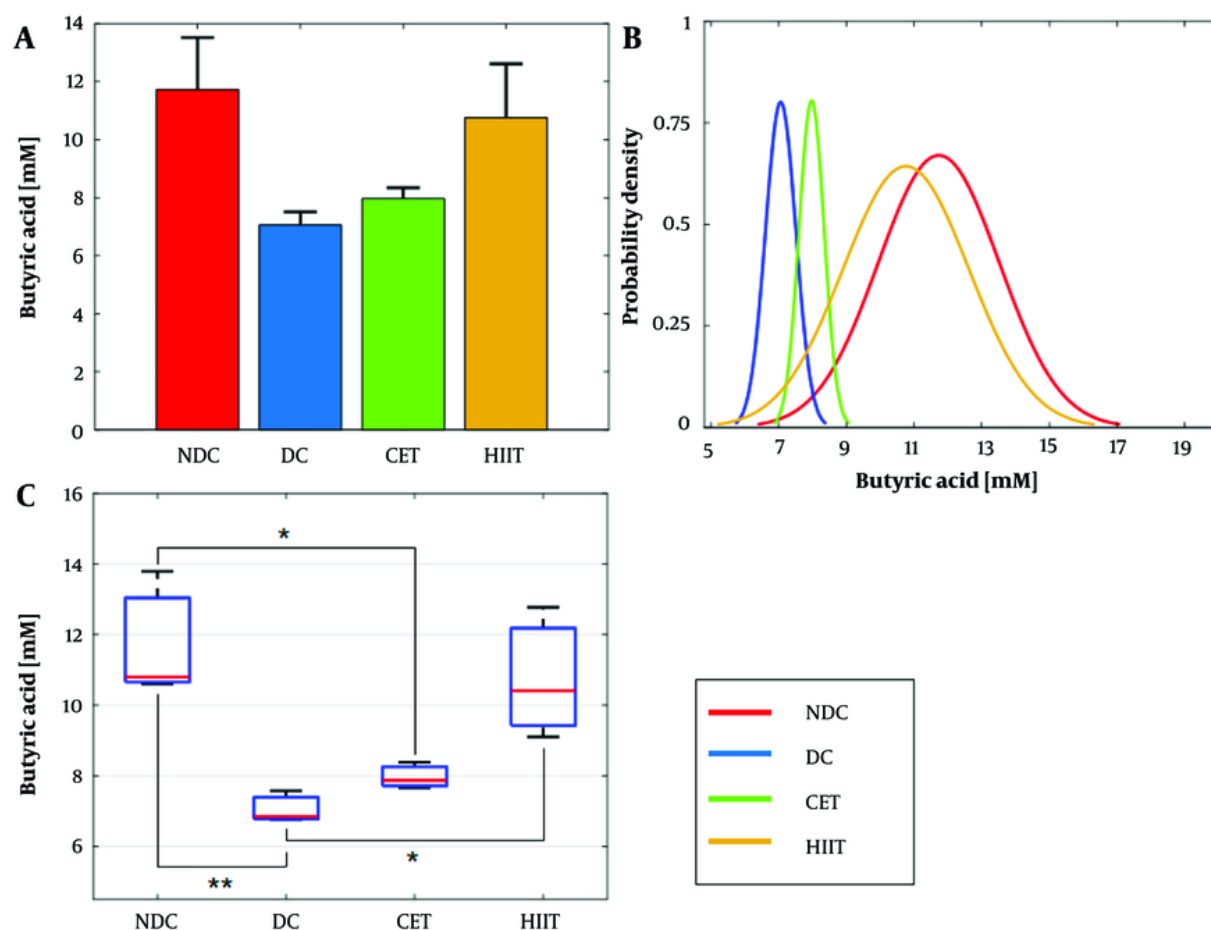 A
Butyric acid [mM]
14
12
10
8
6
4
2
0
NDC DC CET HIIT
B
Probability density
1
0.75
0.5
0.25
0
5 7 9 11 13 15 17 19
Butyric acid [mM]
C
Butyric acid [mM]
16
14
12
10
8
6
*
**
*
NDC DC CET HIIT
NDC
DC
CET
HIIT